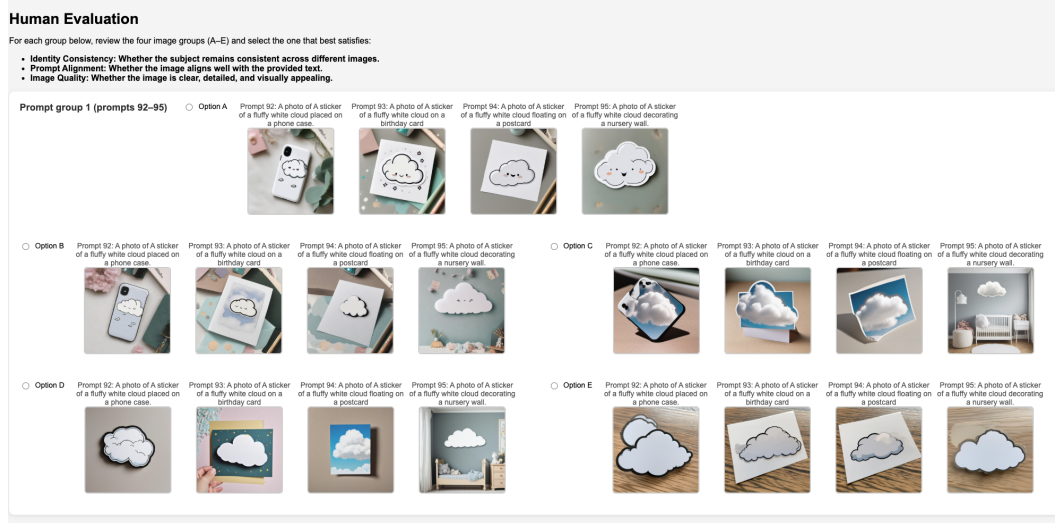 Human Evaluation
For each group below, review the four image groups (A–E) and select the one that best satisfies:
• Identity Consistency: Whether the subject remains consistent across different images.
• Prompt Alignment: Whether the image aligns well with the provided text.
• Image Quality: Whether the image is clear, detailed, and visually appealing.
Prompt group 1 (prompts 92–95)
Option A
Prompt 92: A photo of A sticker
of a fluffy white cloud placed on
a phone case.
Prompt 93: A photo of A sticker
of a fluffy white cloud on a
birthday card
Prompt 94: A photo of A sticker
of a fluffy white cloud floating on
a postcard
Prompt 95: A photo of A sticker
of a fluffy white cloud decorating
a nursery wall.
Option B
Prompt 92: A photo of A sticker
of a fluffy white cloud placed on
a phone case.
Prompt 93: A photo of A sticker
of a fluffy white cloud on a
birthday card
Prompt 94: A photo of A sticker
of a fluffy white cloud floating on
a postcard
Prompt 95: A photo of A sticker
of a fluffy white cloud decorating
a nursery wall.
Option C
Prompt 92: A photo of A sticker
of a fluffy white cloud placed on
a phone case.
Prompt 93: A photo of A sticker
of a fluffy white cloud on a
birthday card
Prompt 94: A photo of A sticker
of a fluffy white cloud floating on
a postcard
Prompt 95: A photo of A sticker
of a fluffy white cloud decorating
a nursery wall.
Option D
Prompt 92: A photo of A sticker
of a fluffy white cloud placed on
a phone case.
Prompt 93: A photo of A sticker
of a fluffy white cloud on a
birthday card
Prompt 94: A photo of A sticker
of a fluffy white cloud floating on
a postcard
Prompt 95: A photo of A sticker
of a fluffy white cloud decorating
a nursery wall.
Option E
Prompt 92: A photo of A sticker
of a fluffy white cloud placed on
a phone case.
Prompt 93: A photo of A sticker
of a fluffy white cloud on a
birthday card
Prompt 94: A photo of A sticker
of a fluffy white cloud floating on
a postcard
Prompt 95: A photo of A sticker
of a fluffy white cloud decorating
a nursery wall.